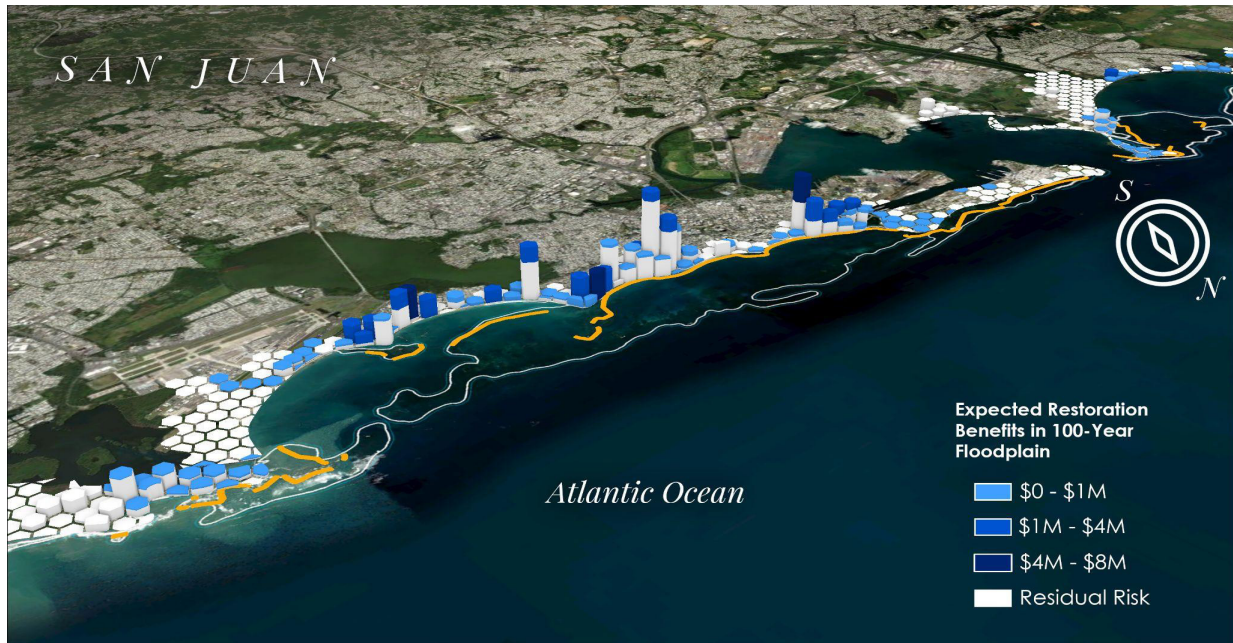 SAN JUAN
S
N
Atlantic Ocean
Expected Restoration
Benefits in 100-Year
Floodplain
$0 - $1M
$1M - $4M
$4M - $8M
Residual Risk